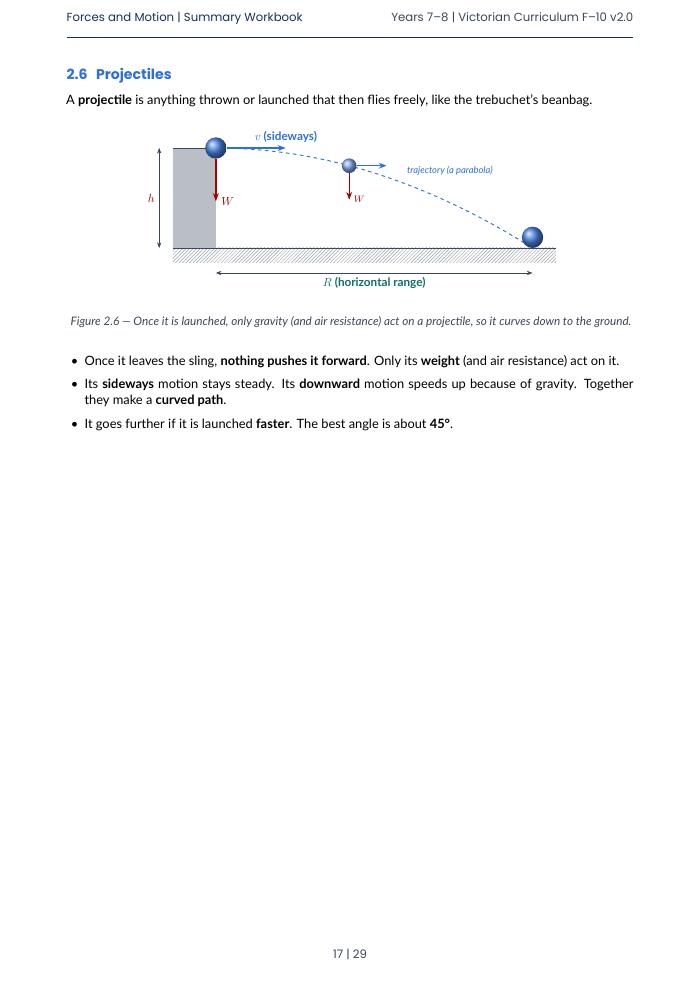 Forces and Motion | Summary Workbook Years 7–8 | Victorian Curriculum F–10 v2.0
2.6 Projectiles
A projectile is anything thrown or launched that then flies freely, like the trebuchet's beanbag.
v (sideways)
trajectory (a parabola)
h
W
W
R (horizontal range)
Figure 2.6 — Once it is launched, only gravity (and air resistance) act on a projectile, so it curves down to the ground.
• Once it leaves the sling, nothing pushes it forward. Only its weight (and air resistance) act on it.
• Its sideways motion stays steady. Its downward motion speeds up because of gravity. Together
they make a curved path.
• It goes further if it is launched faster. The best angle is about 45°.
17 | 29